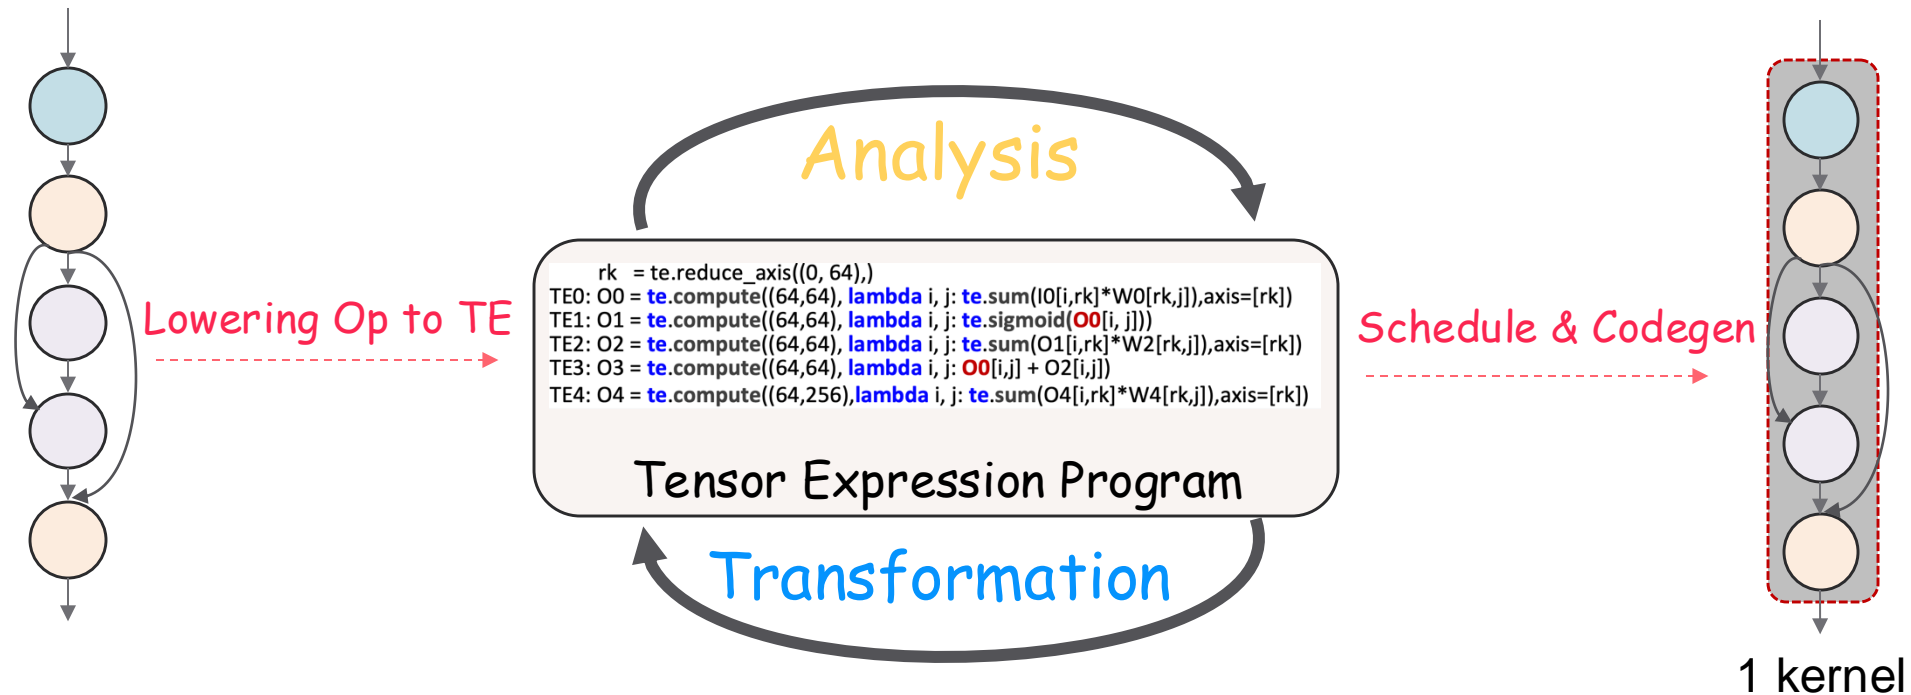 Analysis
Lowering Op to TE
rk = te.reduce_axis((0, 64),)
TE0: O0 = te.compute((64,64), lambda i, j: te.sum(I0[i,rk]*W0[rk,j]),axis=[rk])
TE1: O1 = te.compute((64,64), lambda i, j: te.sigmoid(O0[i, j]))
TE2: O2 = te.compute((64,64), lambda i, j: te.sum(O1[i,rk]*W2[rk,j]),axis=[rk])
TE3: O3 = te.compute((64,64), lambda i, j: O0[i,j] + O2[i,j])
TE4: O4 = te.compute((64,256),lambda i, j: te.sum(O4[i,rk]*W4[rk,j]),axis=[rk])
Tensor Expression Program
Schedule & Codegen
Transformation
1 kernel